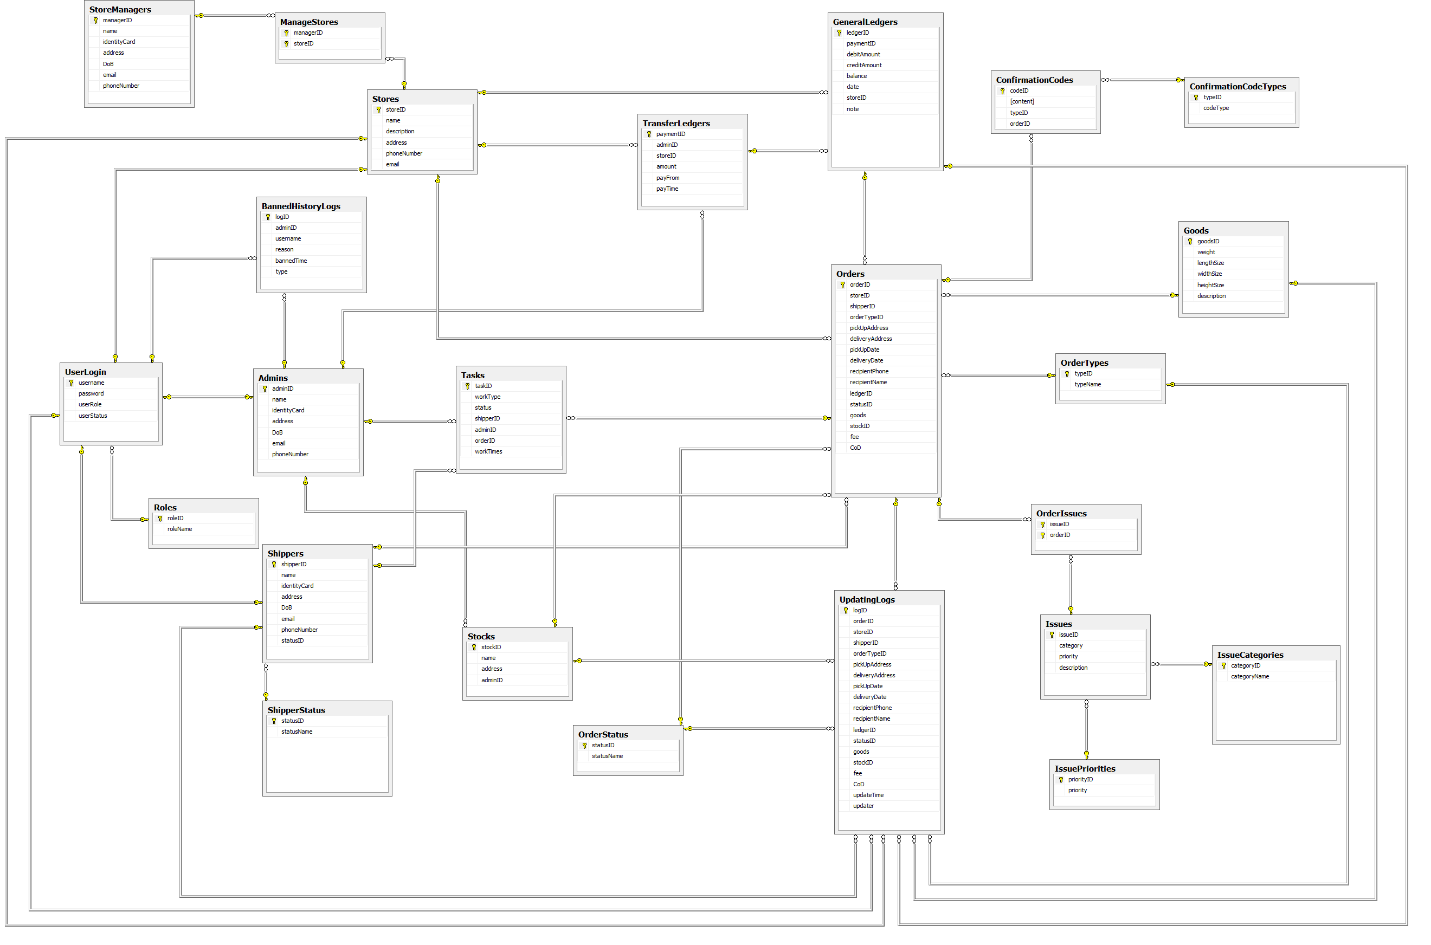 StoreManagers
managerID
name
identityCard
address
DoB
email
phoneNumber
ManageStores
managerID
storeID
Stores
storeID
name
description
address
phoneNumber
email
GeneralLedgers
ledgerID
paymentID
debitAmount
creditAmount
balance
date
storeID
note
ConfirmationCodes
codeID
[content]
typeID
orderID
ConfirmationCodeTypes
typeID
codeType
TransferLedgers
paymentID
adminID
storeID
amount
payFrom
payTime
BannedHistoryLogs
logID
adminID
username
reason
bannedTime
type
Goods
goodsID
weight
lengthSize
widthSize
heightSize
description
Orders
orderID
storeID
shipperID
orderTypeID
pickUpAddress
deliveryAddress
pickUpDate
deliveryDate
recipientPhone
recipientName
ledgerID
statusID
goods
stockID
fee
CoD
OrderTypes
typeID
typeName
UserLogin
username
password
userRole
userStatus
Admins
adminID
name
identityCard
address
DoB
email
phoneNumber
Tasks
taskID
workType
status
shipperID
adminID
orderID
workTimes
Roles
roleID
roleName
OrderIssues
issueID
orderID
Shippers
shipperID
name
identityCard
address
DoB
email
phoneNumber
statusID
Stocks
stockID
name
address
adminID
UpdatingLogs
logID
orderID
storeID
shipperID
orderTypeID
pickUpAddress
deliveryAddress
pickUpDate
deliveryDate
recipientPhone
recipientName
ledgerID
statusID
goods
stockID
fee
CoD
updateTime
updater
Issues
issueID
category
priority
description
IssueCategories
categoryID
categoryName
ShipperStatus
statusID
statusName
OrderStatus
statusID
statusName
IssuePriorities
priorityID
priority